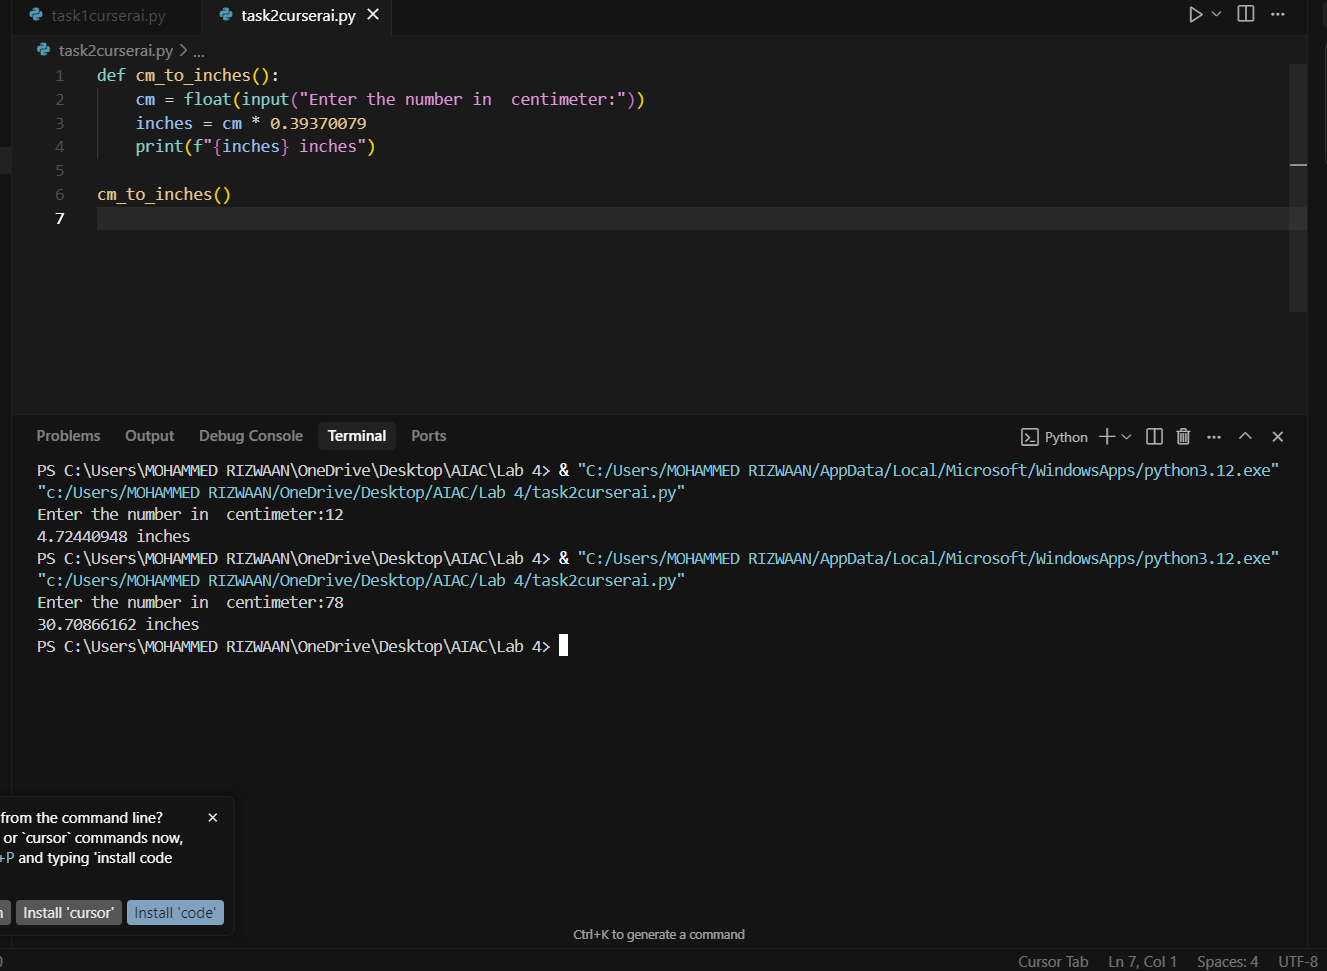 task1curserai.py
task2curserai.py
task2curserai.py > ...
1 def cm_to_inches():
2     cm = float(input("Enter the number in  centimeter:"))
3     inches = cm * 0.39370079
4     print(f"{inches} inches")
5
6 cm_to_inches()
7
Problems Output Debug Console Terminal Ports
Python
PS C:\Users\MOHAMMED RIZWAAN\OneDrive\Desktop\AIAC\Lab 4> & "C:/Users/MOHAMMED RIZWAAN/AppData/Local/Microsoft/WindowsApps/python3.12.exe"
"c:/Users/MOHAMMED RIZWAAN/OneDrive/Desktop/AIAC/Lab 4/task2curserai.py"
Enter the number in  centimeter:12
4.72440948 inches
PS C:\Users\MOHAMMED RIZWAAN\OneDrive\Desktop\AIAC\Lab 4> & "C:/Users/MOHAMMED RIZWAAN/AppData/Local/Microsoft/WindowsApps/python3.12.exe"
"c:/Users/MOHAMMED RIZWAAN/OneDrive/Desktop/AIAC/Lab 4/task2curserai.py"
Enter the number in  centimeter:78
30.70866162 inches
PS C:\Users\MOHAMMED RIZWAAN\OneDrive\Desktop\AIAC\Lab 4>
from the command line?
or `cursor` commands now,
+P and typing 'install code
Install 'cursor' Install 'code'
Ctrl+K to generate a command
Cursor Tab Ln 7, Col 1 Spaces: 4 UTF-8